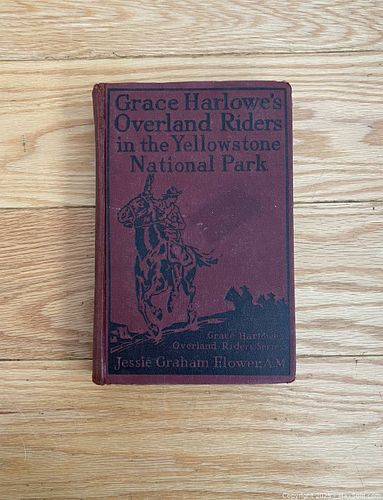 Grace Harlowe's
Overland Riders
in the Yellowstone
National Park
Grace Harlowe
Overland Riders Series
Jessie Graham Flower, A.M.